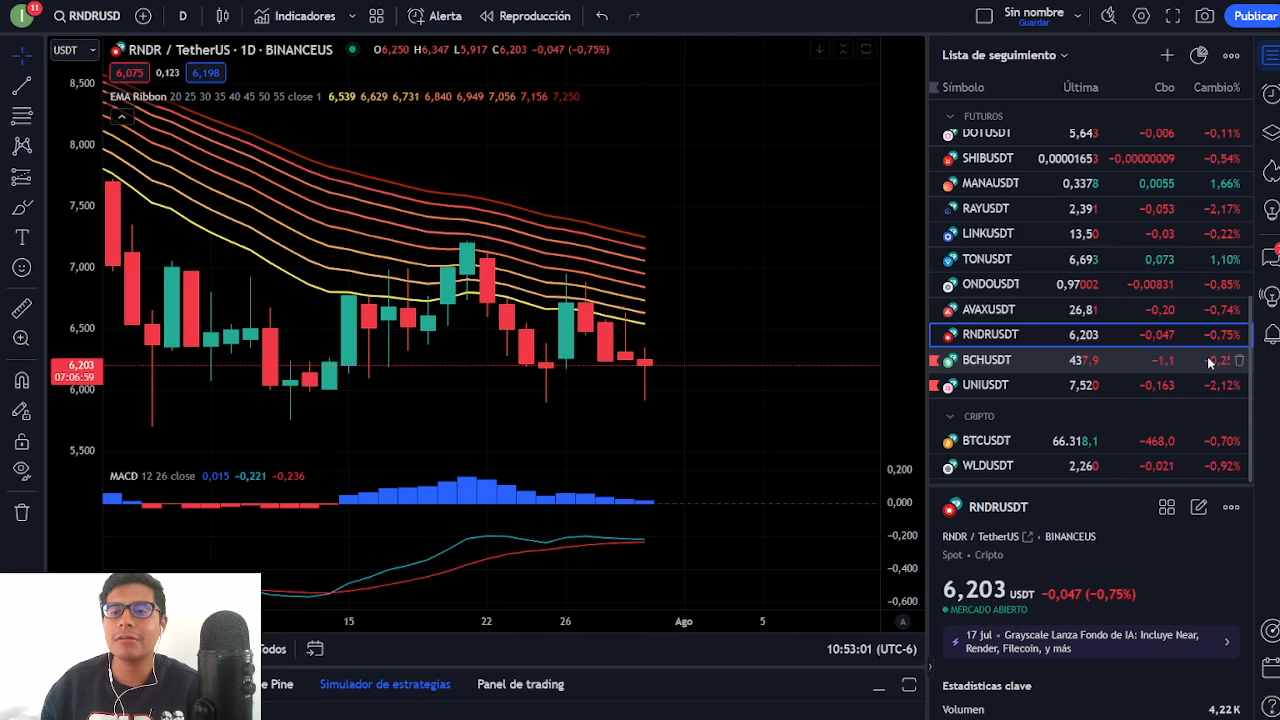 I 11 RNDRUSD D Indicadores Alerta Reproducción Sin nombre Guardar Publicar
USDT RNDR / TetherUS · 1D · BINANCEUS O6,250 H6,347 L5,917 C6,203 −0,047 (−0,75%)
6,075 0,123 6,198
EMA Ribbon 20 25 30 35 40 45 50 55 close 1 6,539 6,629 6,731 6,840 6,949 7,056 7,156 7,250
8,500
8,000
7,500
7,000
6,500
6,203
07:06:59
6,000
5,500
MACD 12 26 close 0,015 −0,221 −0,236
0,200
0,000
−0,200
−0,400
−0,600
15 22 26 Ago 5 A
Todos 10:53:01 (UTC-6)
e Pine Simulador de estrategias Panel de trading
Lista de seguimiento
Símbolo Última Cbo Cambio%
FUTUROS
DOTUSDT 5,643 −0,006 −0,11%
SHIBUSDT 0,00001653 −0,00000009 −0,54%
MANAUSDT 0,3378 0,0055 1,66%
RAYUSDT 2,391 −0,053 −2,17%
LINKUSDT 13,50 −0,03 −0,22%
TONUSDT 6,693 0,073 1,10%
ONDOUSDT 0,97002 −0,00831 −0,85%
AVAXUSDT 26,81 −0,20 −0,74%
RNDRUSDT 6,203 −0,047 −0,75%
BCHUSDT 437,9 −1,1
UNIUSDT 7,520 −0,163 −2,12%
CRIPTO
BTCUSDT 66.318,1 −468,0 −0,70%
WLDUSDT 2,260 −0,021 −0,92%
RNDRUSDT
RNDR / TetherUS · BINANCEUS
Spot • Cripto
6,203 USDT −0,047 (−0,75%)
MERCADO ABIERTO
17 jul • Grayscale Lanza Fondo de IA: Incluye Near,
Render, Filecoin, y más
Estadísticas clave
Volumen 4,22K